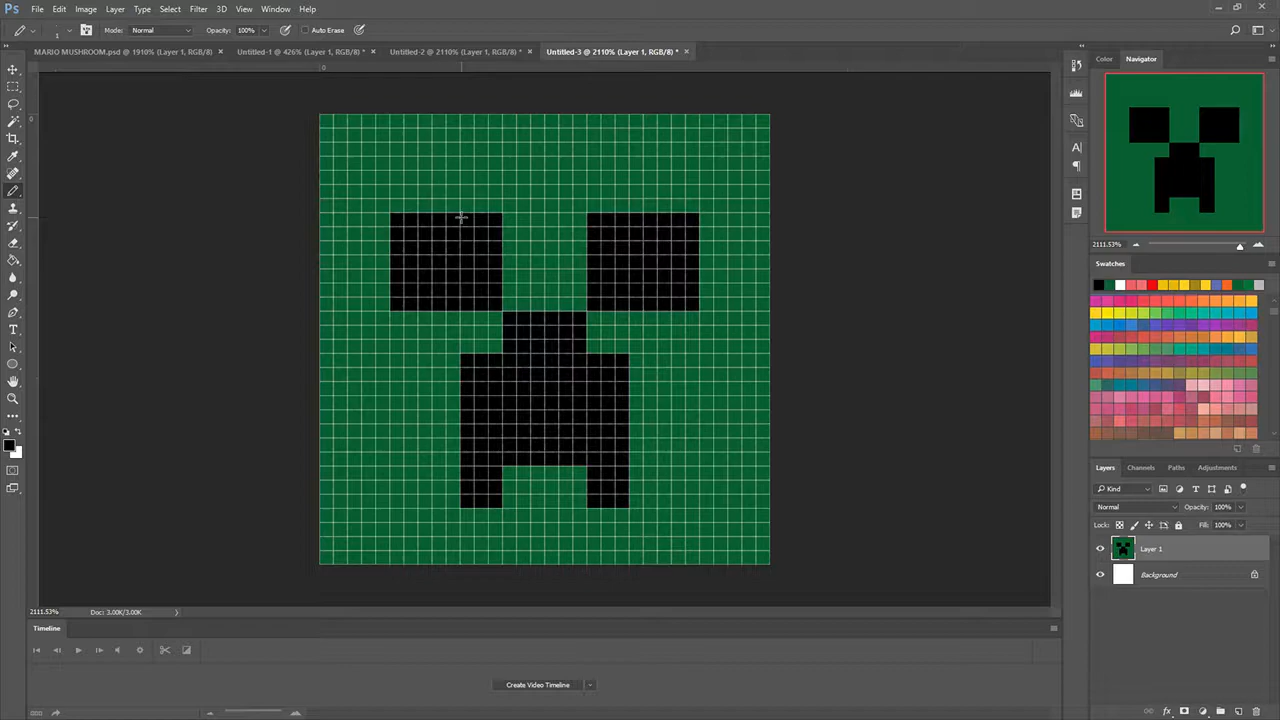 Ps File Edit Image Layer Type Select Filter 3D View Window Help
1 Mode: Normal Opacity: 100% Auto Erase
MARIO MUSHROOM.psd @ 1910% (Layer 1, RGB/8) × Untitled-1 @ 426% (Layer 1, RGB/8) * × Untitled-2 @ 2110% (Layer 1, RGB/8) * × Untitled-3 @ 2110% (Layer 1, RGB/8) * ×
Color Navigator
0
0
2111.53%
Swatches
Layers Channels Paths Adjustments
Kind
Normal Opacity: 100%
Lock: Fill: 100%
Layer 1
Background
2111.53% Doc: 3.00K/3.00K
Timeline
Create Video Timeline